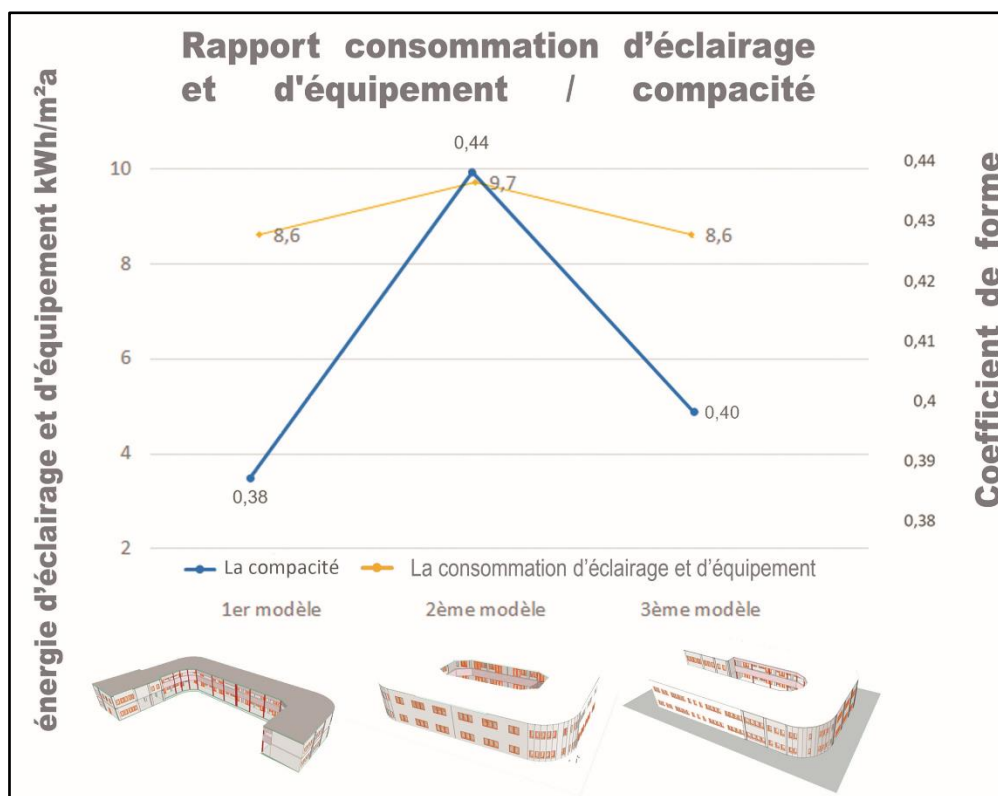 Rapport consommation d’éclairage
et d'équipement / compacité
énergie d'éclairage et d'équipement kWh/m²a
Coefficient de forme
10
8
6
4
2
0,44
0,43
0,42
0,41
0,4
0,39
0,38
0,44
9,7
8,6
8,6
0,38
0,40
La compacité
La consommation d’éclairage et d’équipement
1er modèle
2ème modèle
3ème modèle